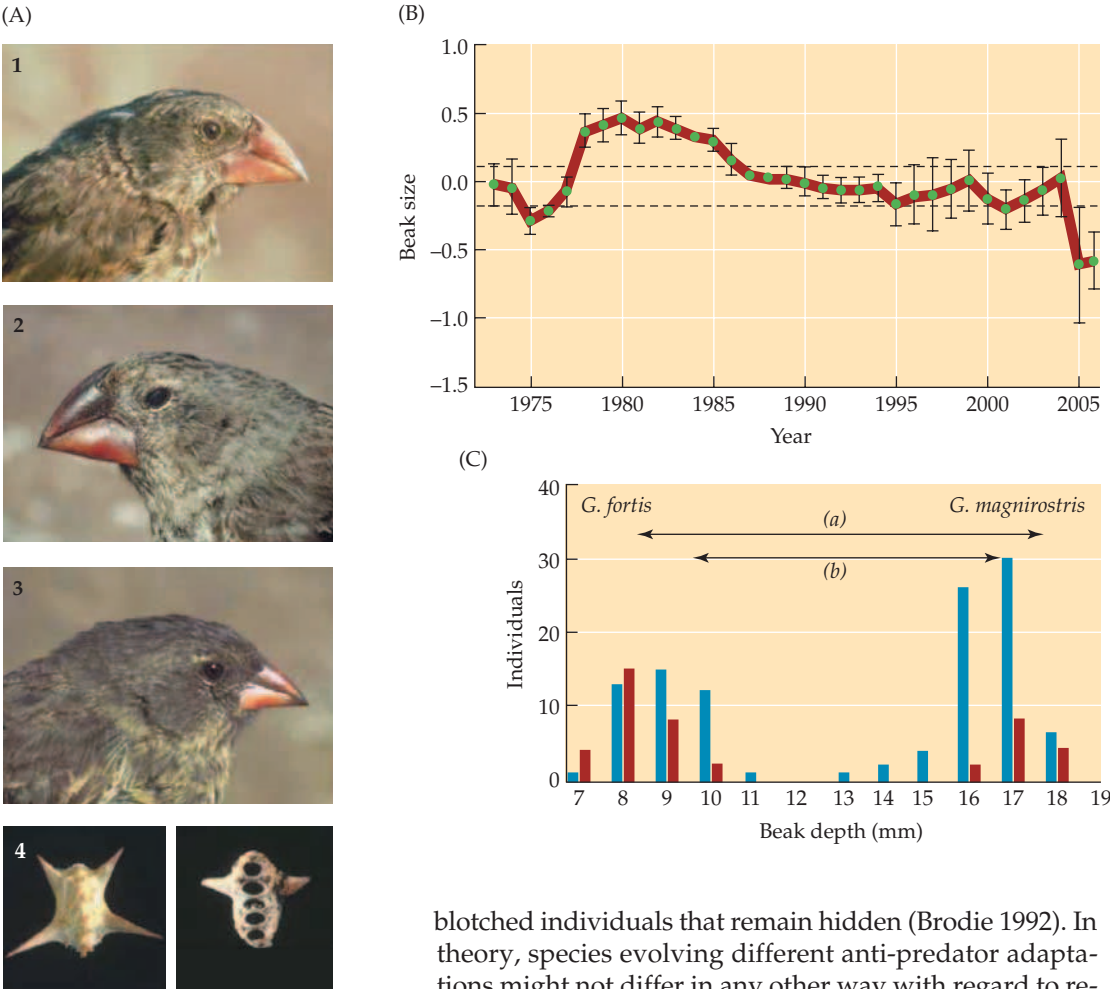 (A)
1
2
3
4
(B)
1.0
0.5
0.0
−0.5
−1.0
−1.5
Beak size
1975 1980 1985 1990 1995 2000 2005
Year
(C)
40
30
20
10
0
Individuals
G. fortis G. magnirostris
(a)
(b)
7 8 9 10 11 12 13 14 15 16 17 18 19
Beak depth (mm)
blotched individuals that remain hidden (Brodie 1992). In
theory, species evolving different anti-predator adapta-
tions might not differ in any other way with regard to re-